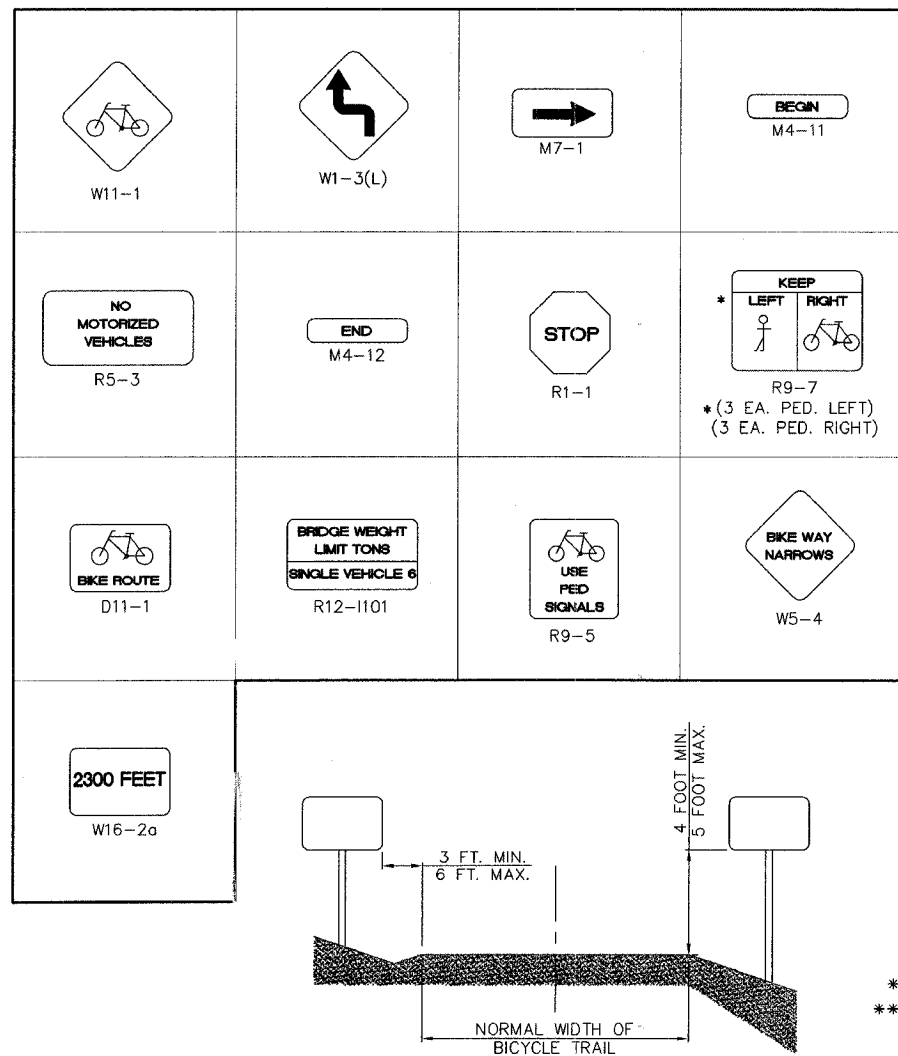 W11-1
W1-3(L)
M7-1
BEGIN
M4-11
NO
MOTORIZED
VEHICLES
R5-3
END
M4-12
STOP
R1-1
KEEP
* LEFT RIGHT
R9-7
*(3 EA. PED. LEFT)
(3 EA. PED. RIGHT)
BIKE ROUTE
D11-1
BRIDGE WEIGHT
LIMIT TONS
SINGLE VEHICLE 6
R12-I101
USE
PED
SIGNALS
R9-5
BIKE WAY
NARROWS
W5-4
2300 FEET
W16-2a
3 FT. MIN.
6 FT. MAX.
4 FOOT MIN.
5 FOOT MAX.
NORMAL WIDTH OF
BICYCLE TRAIL
*
**